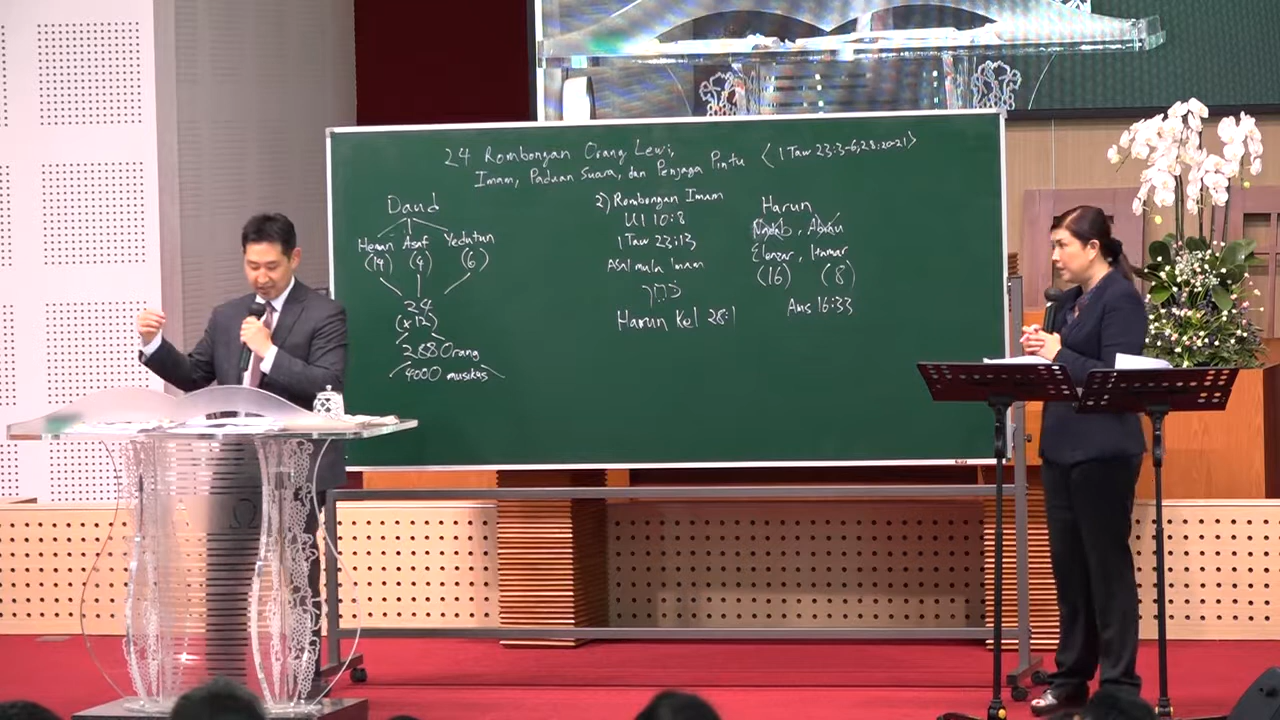 24 Rombongan Orang Lewi,
Imam, Paduan Suara, dan Penjaga Pintu
〈1 Taw 23:3-6, 28:20-21〉
Daud
Heman Asaf Yedutun
(14) (4) (6)
24
(x12)
288 Orang
4000 musikus
2) Rombongan Imam
Ul 10:8
1 Taw 23:13
Asal mula imam
כהן
Harun Kel 28:1
Harun
Nadab, Abihu
Eleazar, Itamar
(16) (8)
Ams 16:33
Ω